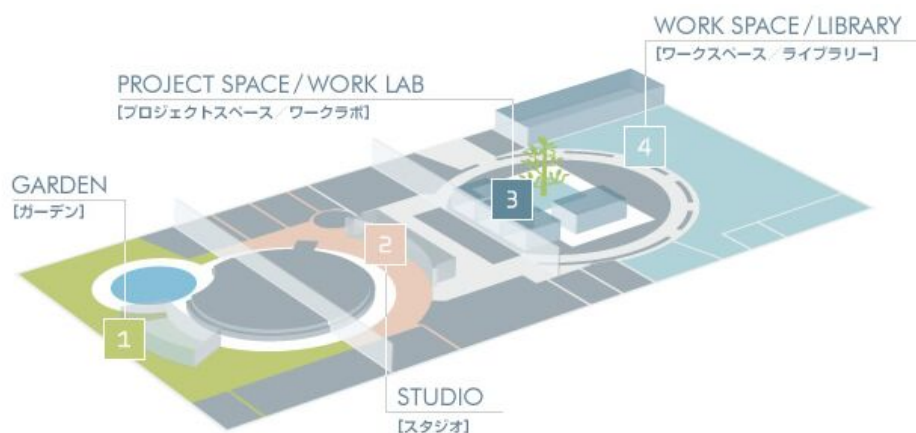 WORK SPACE/LIBRARY
[ワークスペース／ライブラリー]
PROJECT SPACE/WORK LAB
[プロジェクトスペース／ワークラボ]
4
3
GARDEN
[ガーデン]
2
1
STUDIO
[スタジオ]